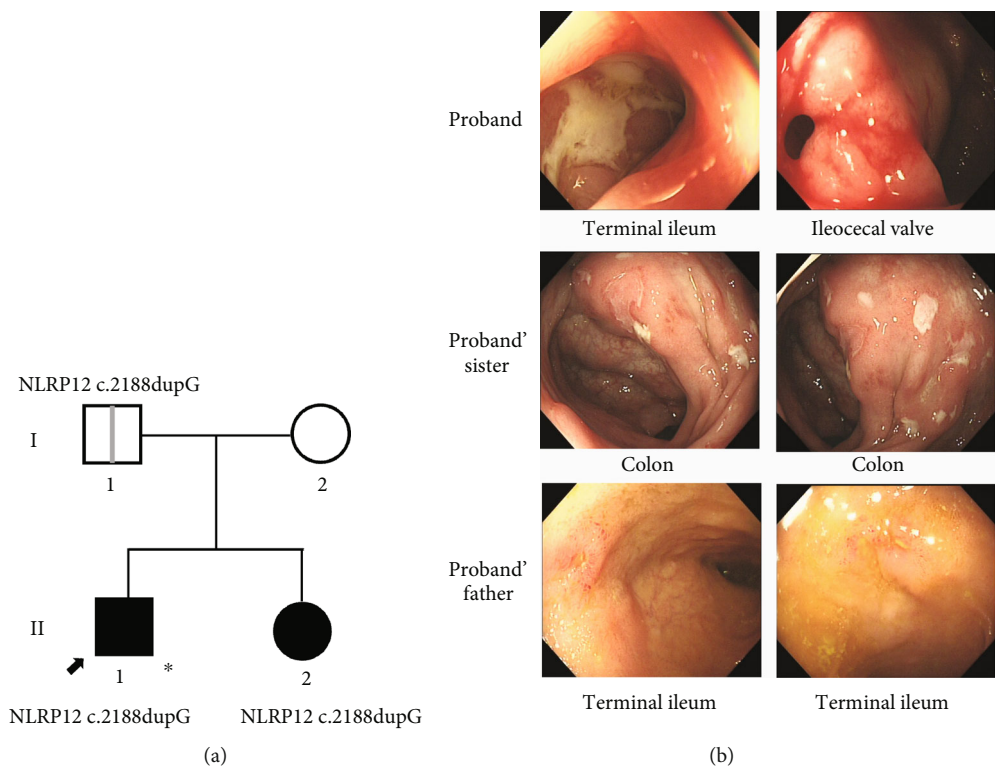 NLRP12 c.2188dupG
I
1
2
II
1
*
2
NLRP12 c.2188dupG
NLRP12 c.2188dupG
(a)
Proband
Terminal ileum
Ileocecal valve
Proband'
sister
Colon
Colon
Proband'
father
Terminal ileum
Terminal ileum
(b)